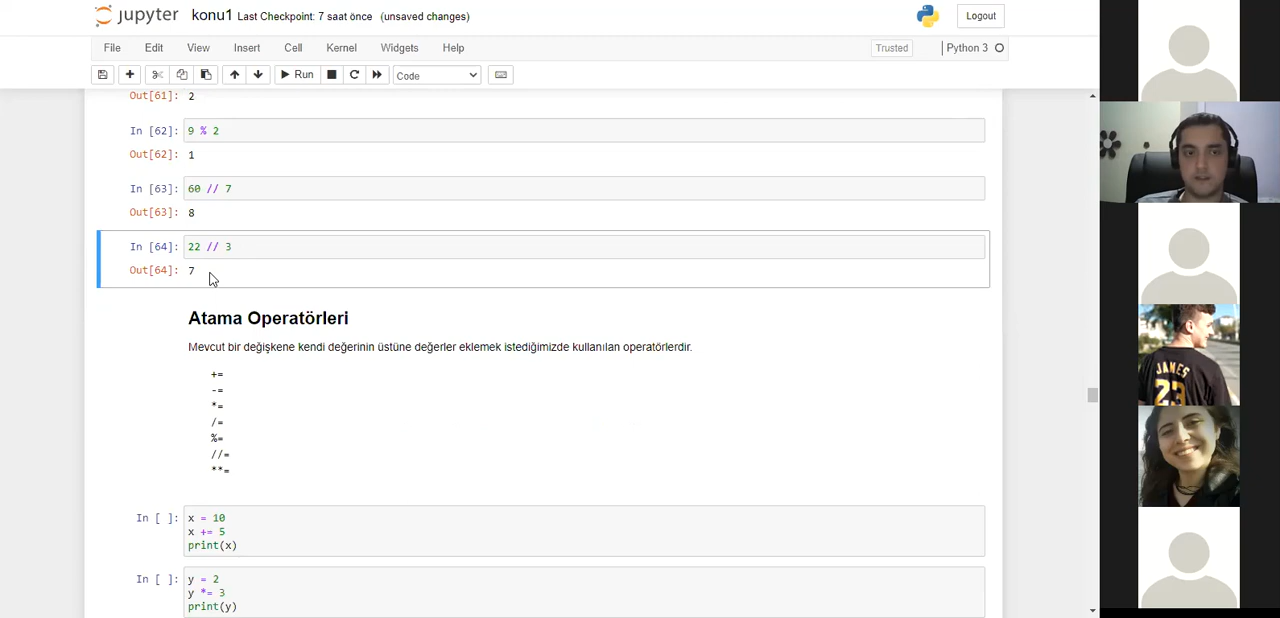 jupyter konu1 Last Checkpoint: 7 saat önce (unsaved changes) Logout
File Edit View Insert Cell Kernel Widgets Help Trusted Python 3
Run Code
Out[61]: 2
In [62]: 9 % 2
Out[62]: 1
In [63]: 60 // 7
Out[63]: 8
In [64]: 22 // 3
Out[64]: 7
Atama Operatörleri
Mevcut bir değişkene kendi değerinin üstüne değerler eklemek istediğimizde kullanılan operatörlerdir.
+=
-=
*=
/=
%=
//=
**=
In [ ]: x = 10
x += 5
print(x)
In [ ]: y = 2
y *= 3
print(y)
JAMES
23